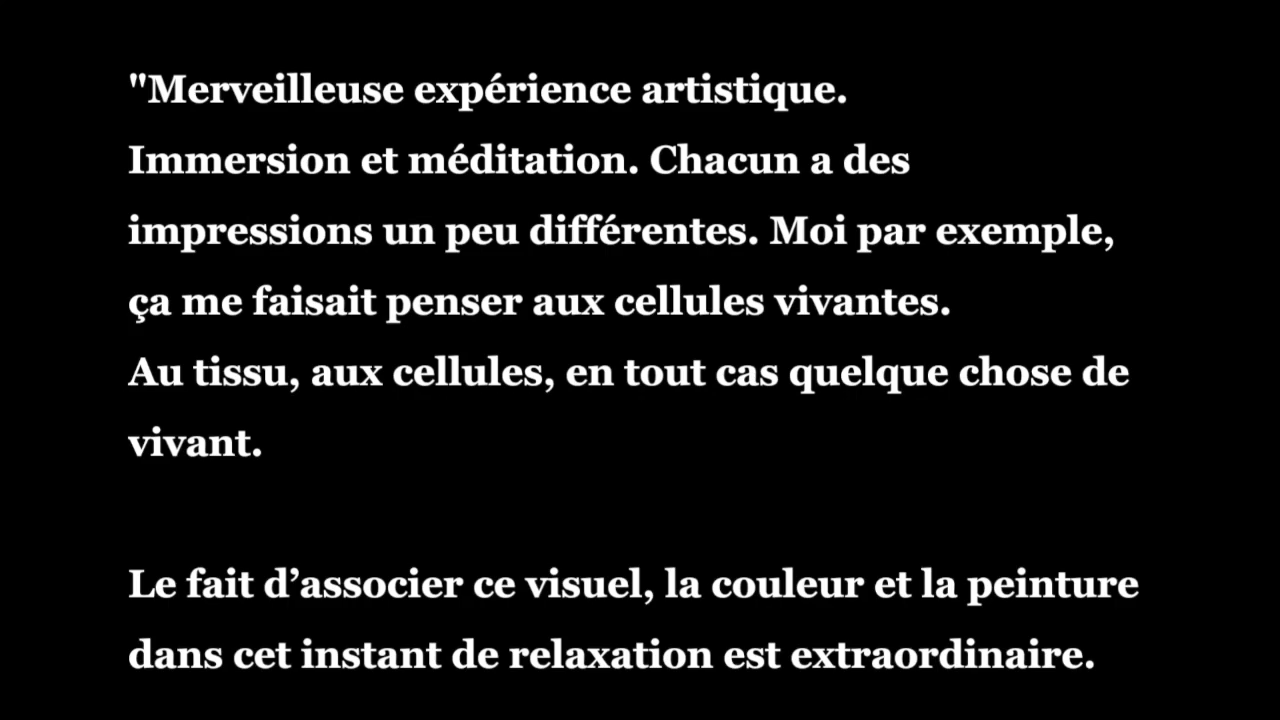 "Merveilleuse expérience artistique.
Immersion et méditation. Chacun a des
impressions un peu différentes. Moi par exemple,
ça me faisait penser aux cellules vivantes.
Au tissu, aux cellules, en tout cas quelque chose de
vivant.
Le fait d’associer ce visuel, la couleur et la peinture
dans cet instant de relaxation est extraordinaire.